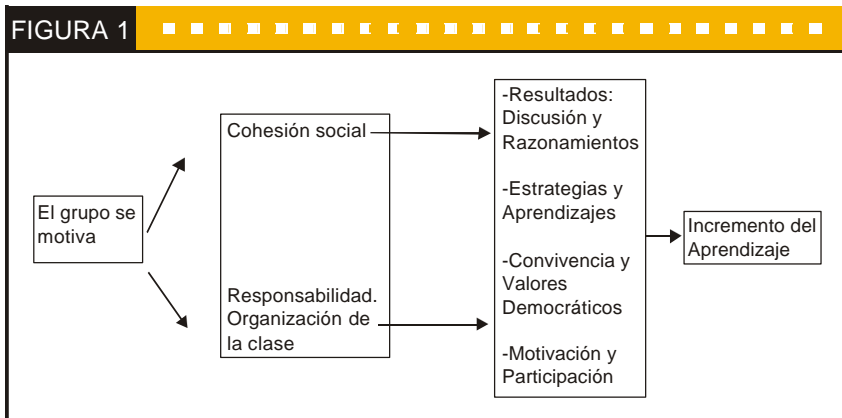 FIGURA 1
El grupo se
motiva
Cohesión social
Responsabilidad.
Organización de
la clase
-Resultados:
Discusión y
Razonamientos
-Estrategias y
Aprendizajes
-Convivencia y
Valores
Democráticos
-Motivación y
Participación
Incremento del
Aprendizaje